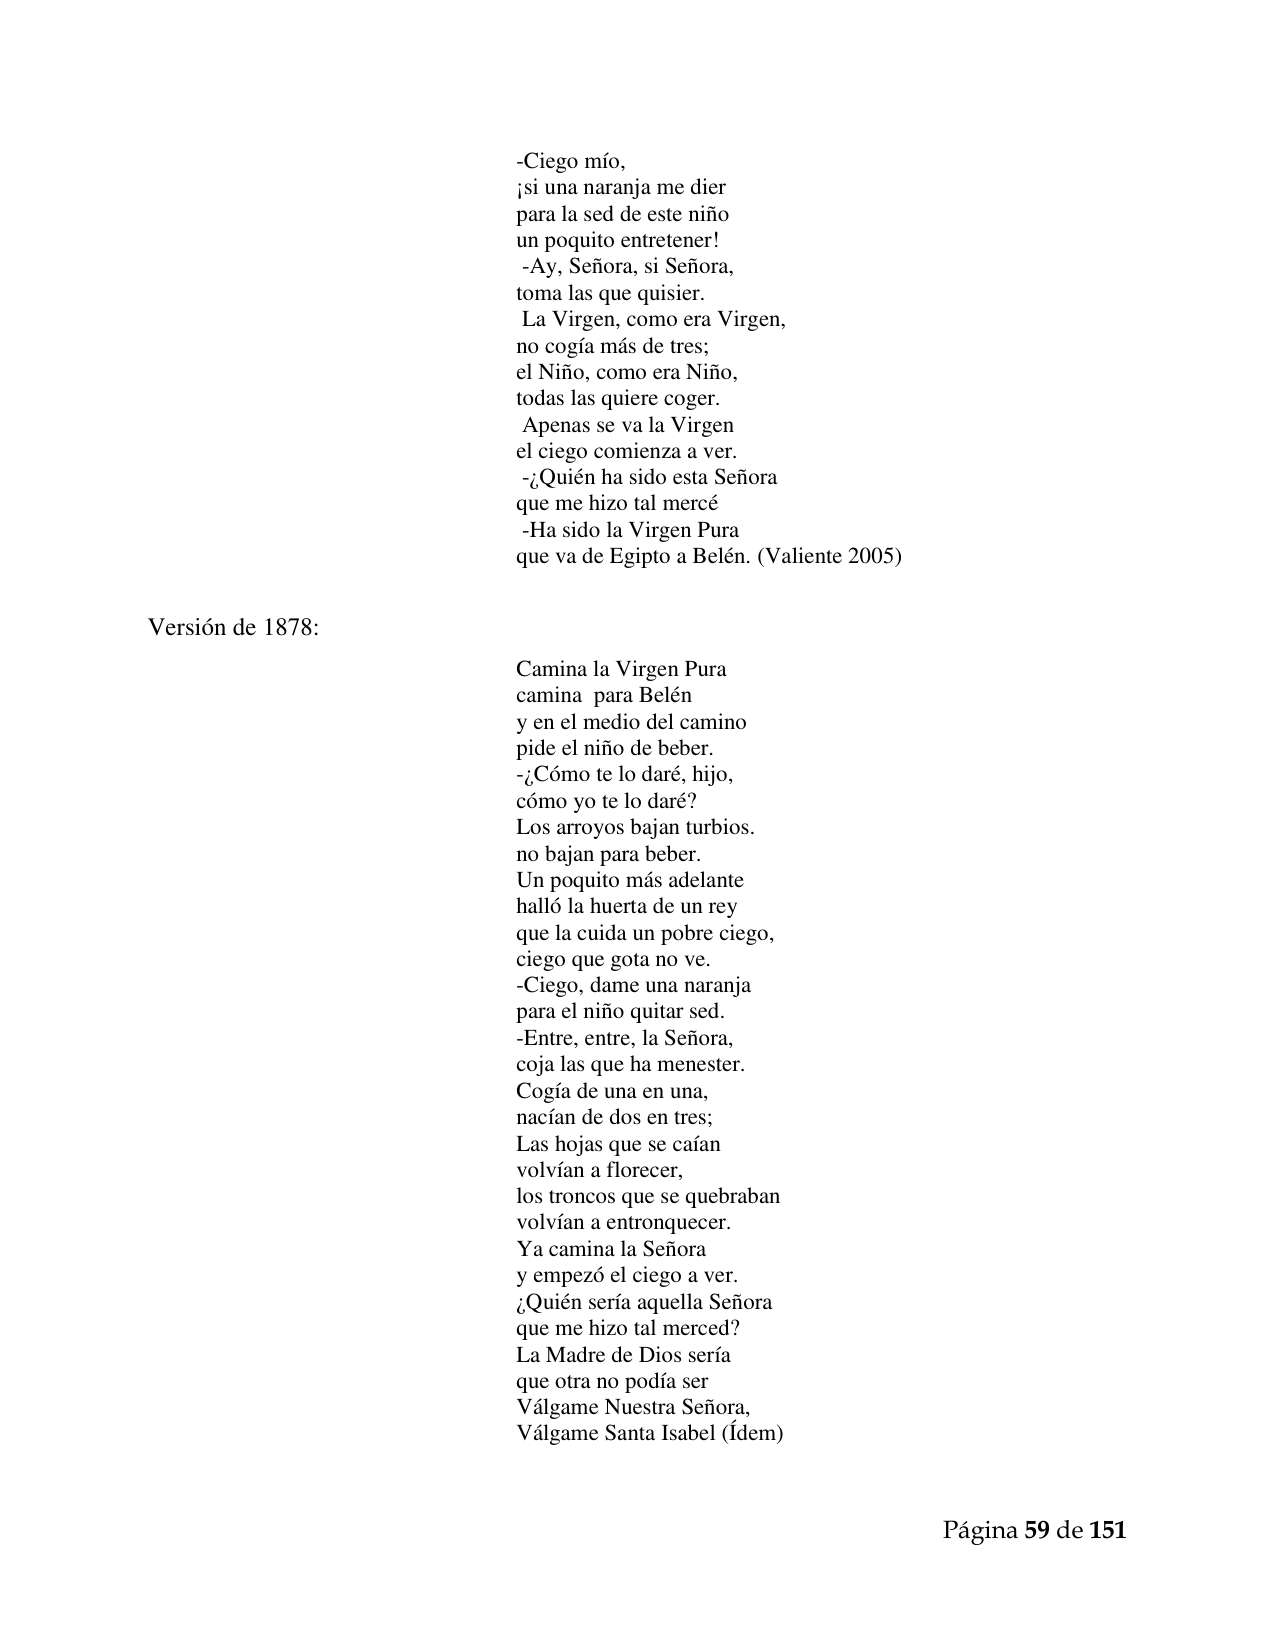 -Ciego mío,
¡si una naranja me dier
para la sed de este niño
un poquito entretener!
-Ay, Señora, si Señora,
toma las que quisier.
La Virgen, como era Virgen,
no cogía más de tres;
el Niño, como era Niño,
todas las quiere coger.
Apenas se va la Virgen
el ciego comienza a ver.
-¿Quién ha sido esta Señora
que me hizo tal mercé
-Ha sido la Virgen Pura
que va de Egipto a Belén. (Valiente 2005)
Versión de 1878:
Camina la Virgen Pura
camina  para Belén
y en el medio del camino
pide el niño de beber.
-¿Cómo te lo daré, hijo,
cómo yo te lo daré?
Los arroyos bajan turbios.
no bajan para beber.
Un poquito más adelante
halló la huerta de un rey
que la cuida un pobre ciego,
ciego que gota no ve.
-Ciego, dame una naranja
para el niño quitar sed.
-Entre, entre, la Señora,
coja las que ha menester.
Cogía de una en una,
nacían de dos en tres;
Las hojas que se caían
volvían a florecer,
los troncos que se quebraban
volvían a entronquecer.
Ya camina la Señora
y empezó el ciego a ver.
¿Quién sería aquella Señora
que me hizo tal merced?
La Madre de Dios sería
que otra no podía ser
Válgame Nuestra Señora,
Válgame Santa Isabel (Ídem)
Página 59 de 151